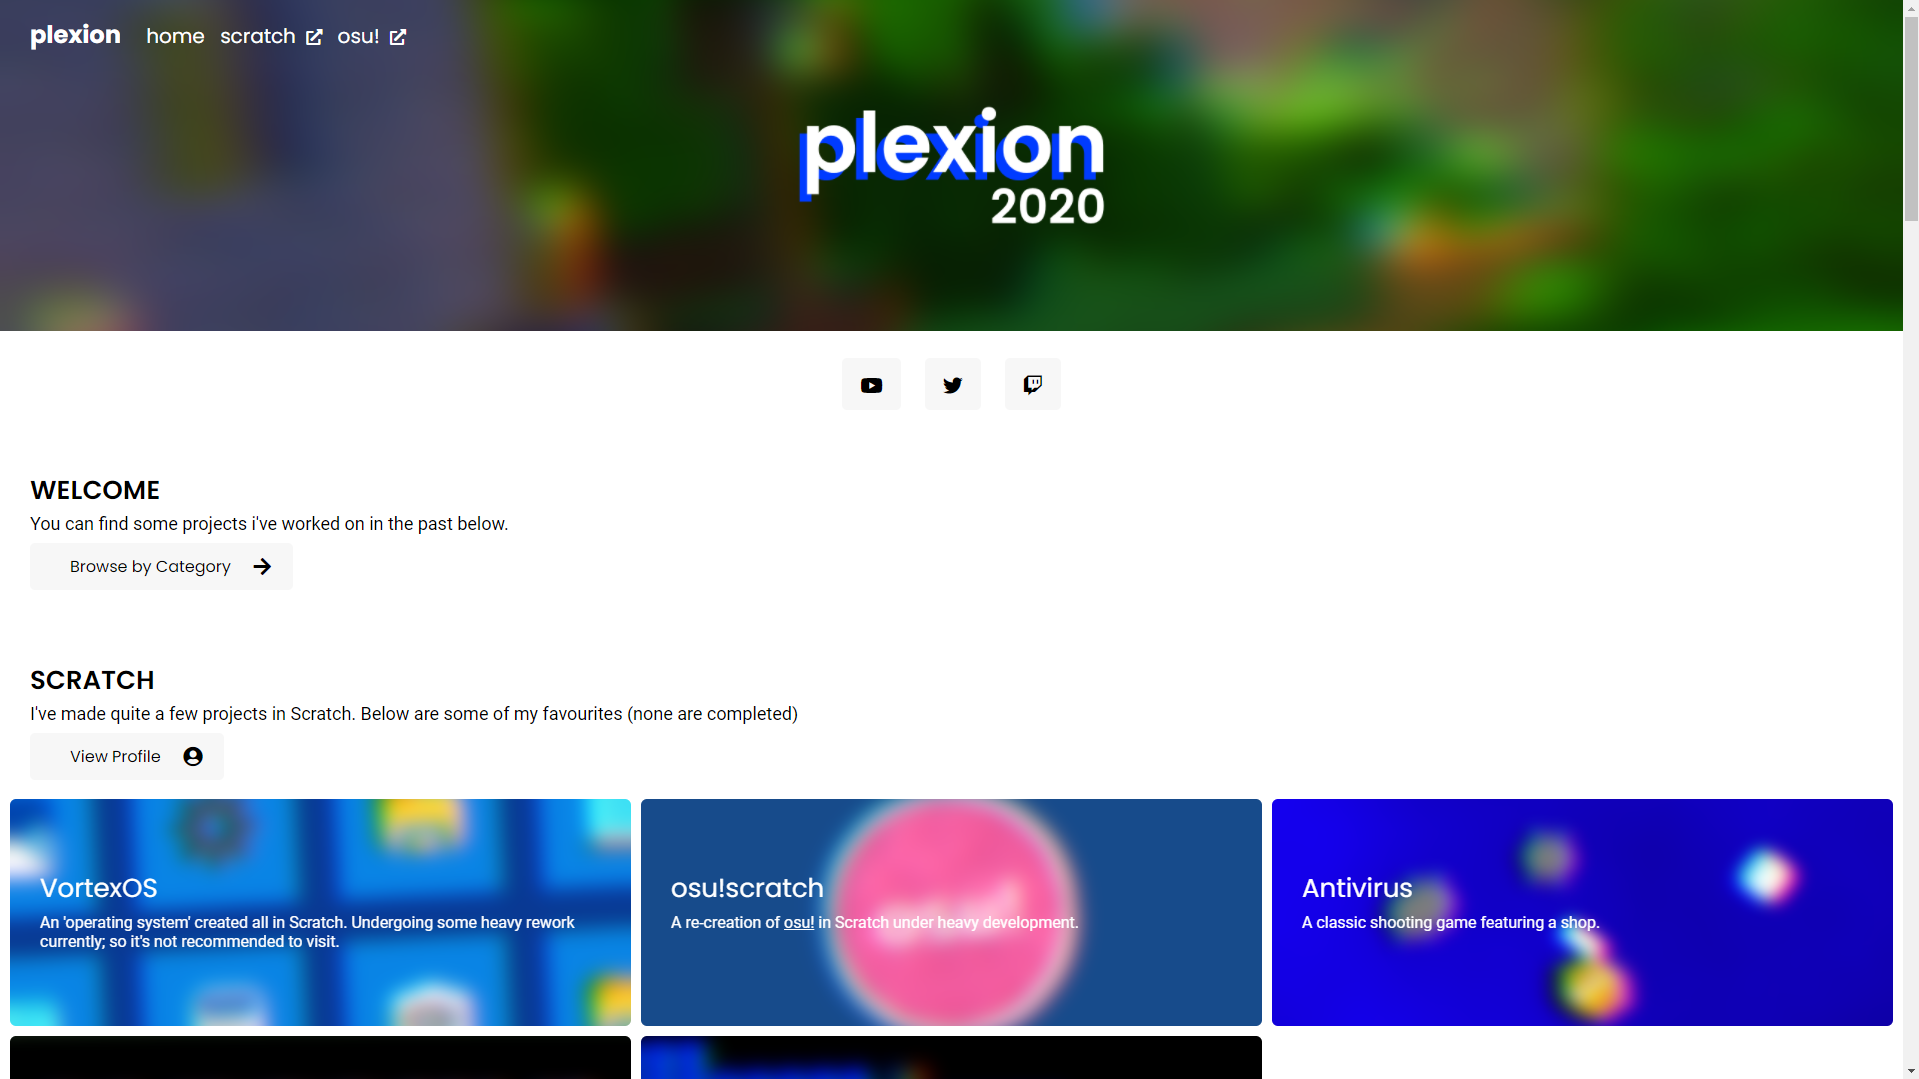 plexion home scratch osu!
plexion
2020
WELCOME
You can find some projects i've worked on in the past below.
Browse by Category
SCRATCH
I've made quite a few projects in Scratch. Below are some of my favourites (none are completed)
View Profile
VortexOS
An 'operating system' created all in Scratch. Undergoing some heavy rework
currently; so it's not recommended to visit.
osu!scratch
A re-creation of osu! in Scratch under heavy development.
Antivirus
A classic shooting game featuring a shop.